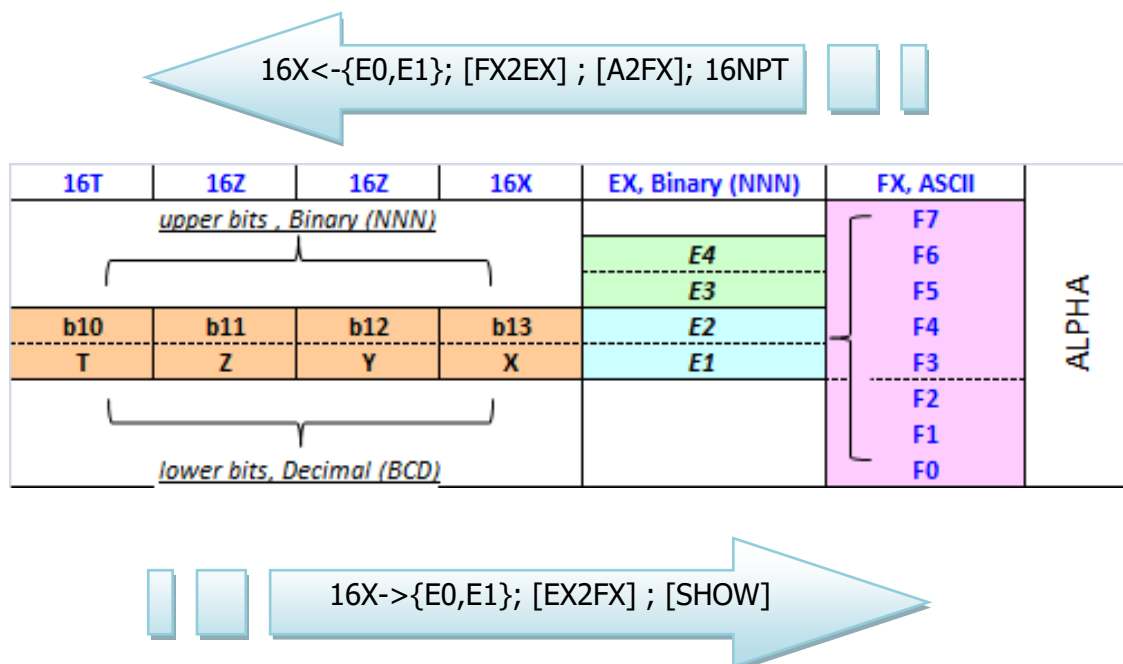 16X<-{E0,E1}; [FX2EX] ; [A2FX]; 16NPT
16T 16Z 16Z 16X EX, Binary (NNN) FX, ASCII
upper bits , Binary (NNN) F7
E4 F6
E3 F5
b10 b11 b12 b13 E2 F4
T Z Y X E1 F3
F2
F1
lower bits, Decimal (BCD) F0
ALPHA
16X->{E0,E1}; [EX2FX] ; [SHOW]